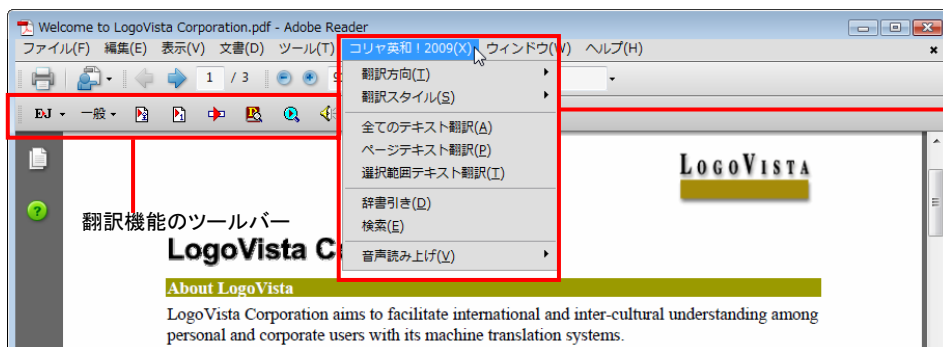 Welcome to LogoVista Corporation.pdf - Adobe Reader
ファイル(F) 編集(E) 表示(V) 文書(D) ツール(T) コリャ英和！2009(X) ウィンドウ(W) ヘルプ(H)
1 / 3
翻訳方向(T)
翻訳スタイル(S)
EJ 一般
全てのテキスト翻訳(A)
ページテキスト翻訳(P)
選択範囲テキスト翻訳(T)
LOGOVISTA
辞書引き(D)
翻訳機能のツールバー
検索(E)
LogoVista C
音声読み上げ(V)
About LogoVista
LogoVista Corporation aims to facilitate international and inter-cultural understanding among
personal and corporate users with its machine translation systems.